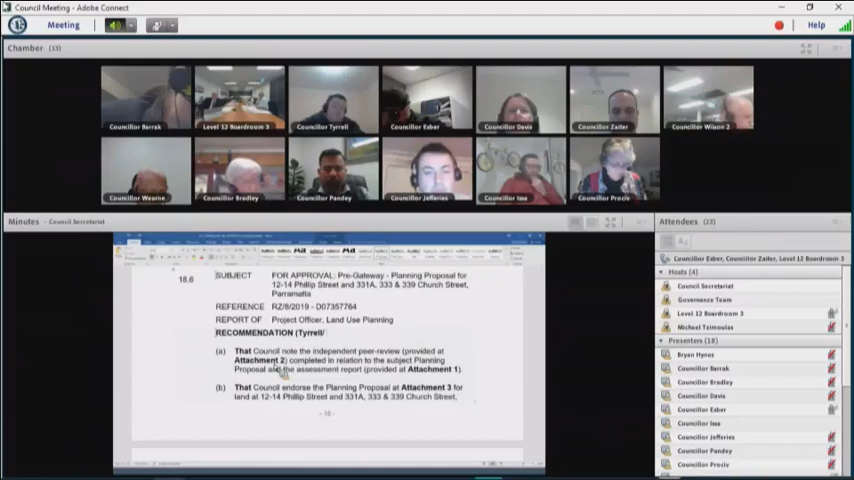 Council Meeting - Adobe Connect
Meeting
Help
Chamber (13)
Councillor Barrak
Level 12 Boardroom 3
Councillor Tyrrell
Councillor Esber
Councillor Davis
Councillor Zaiter
Councillor Wilson 2
Councillor Wearne
Councillor Bradley
Councillor Pandey
Councillor Jefferies
Councillor Issa
Councillor Prociv
Minutes - Council Secretariat
18.6
SUBJECT FOR APPROVAL: Pre-Gateway - Planning Proposal for
12-14 Phillip Street and 331A, 333 & 339 Church Street,
Parramatta
REFERENCE RZ/8/2019 - D07357764
REPORT OF Project Officer, Land Use Planning
RECOMMENDATION (Tyrrell/
(a) That Council note the independent peer-review (provided at
Attachment 2) completed in relation to the subject Planning
Proposal and the assessment report (provided at Attachment 1).
(b) That Council endorse the Planning Proposal at Attachment 3 for
land at 12-14 Phillip Street and 331A, 333 & 339 Church Street,
- 18 -
Attendees (23)
Councillor Esber, Councillor Zaiter, Level 12 Boardroom 3
Hosts (4)
Council Secretariat
Governance Team
Level 12 Boardroom 3
Michael Tzimoulas
Presenters (18)
Bryan Hynes
Councillor Barrak
Councillor Bradley
Councillor Davis
Councillor Esber
Councillor Issa
Councillor Jefferies
Councillor Pandey
Councillor Prociv